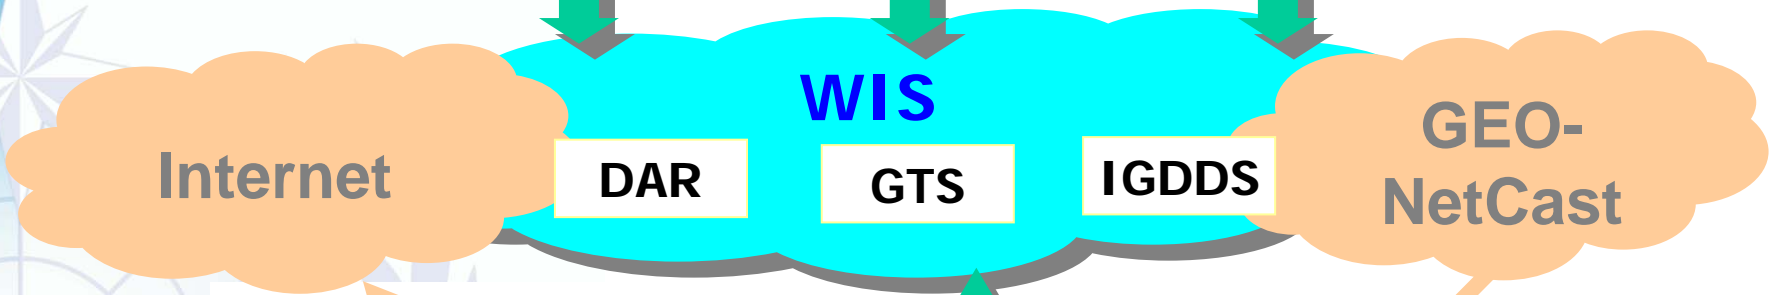 WIS
Internet
DAR
GTS
IGDDS
GEO-
NetCast